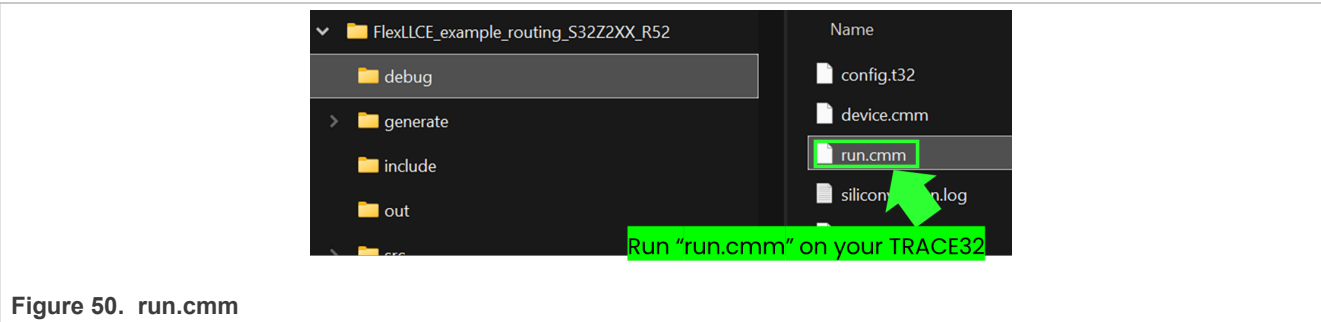 FlexLLCE_example_routing_S32Z2XX_R52
debug
generate
include
out
Name
config.t32
device.cmm
run.cmm
Run “run.cmm” on your TRACE32
Figure 50. run.cmm